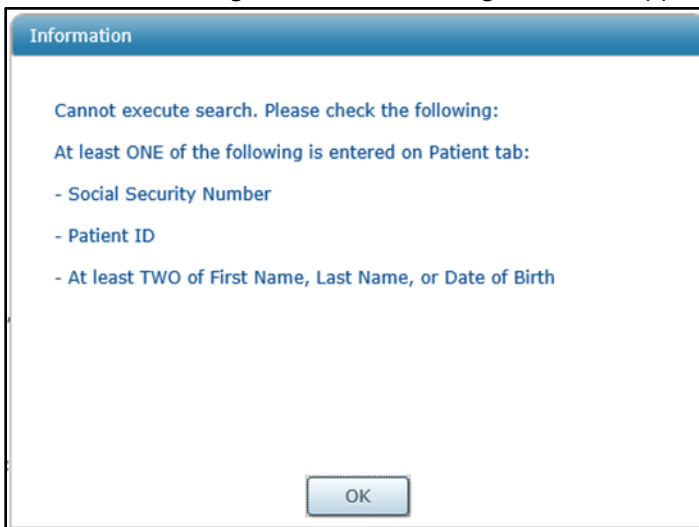 Information
Cannot execute search. Please check the following:
At least ONE of the following is entered on Patient tab:
- Social Security Number
- Patient ID
- At least TWO of First Name, Last Name, or Date of Birth
OK